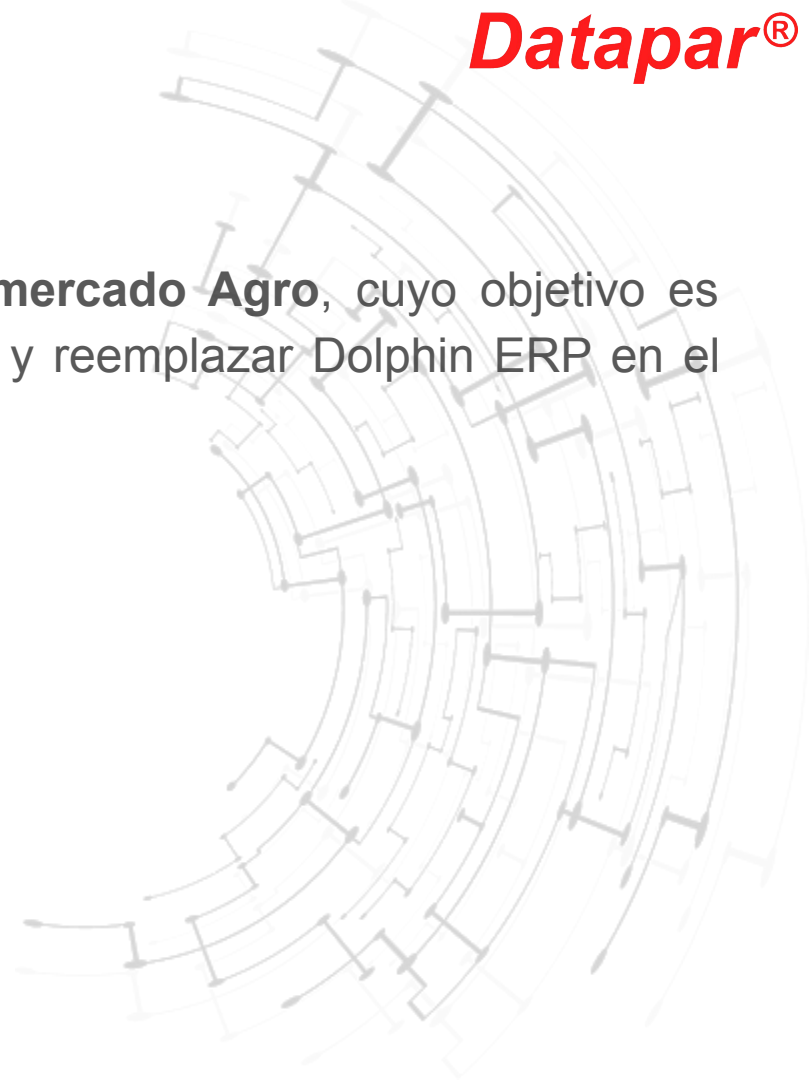 Datapar®
mercado Agro, cuyo objetivo es
y reemplazar Dolphin ERP en el